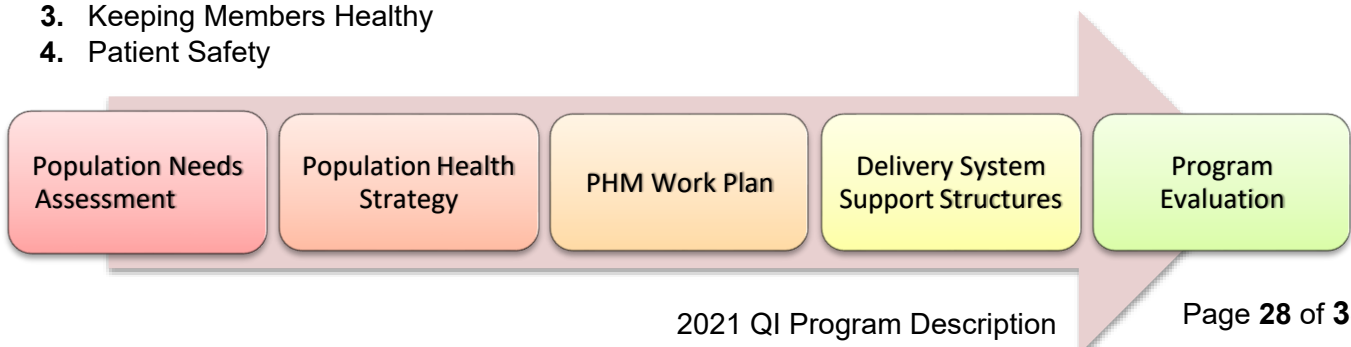 3. Keeping Members Healthy
4. Patient Safety
Population Needs
Assessment
Population Health
Strategy
PHM Work Plan
Delivery System
Support Structures
Program
Evaluation
2021 QI Program Description
Page 28 of 3